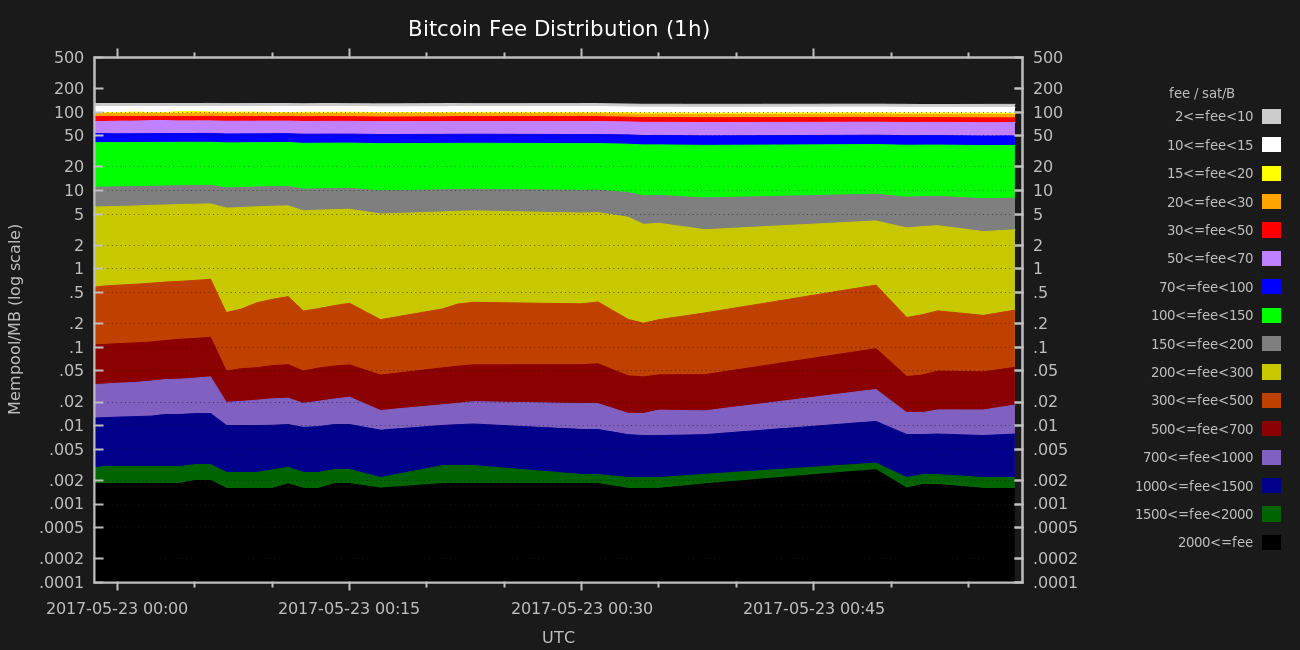 Bitcoin Fee Distribution (1h)
500
200
100
50
20
10
5
2
1
.5
.2
.1
.05
.02
.01
.005
.002
.001
.0005
.0002
.0001
Mempool/MB (log scale)
500
200
100
50
20
10
5
2
1
.5
.2
.1
.05
.02
.01
.005
.002
.001
.0005
.0002
.0001
2017-05-23 00:00 2017-05-23 00:15 2017-05-23 00:30 2017-05-23 00:45
UTC
fee / sat/B
2<=fee<10
10<=fee<15
15<=fee<20
20<=fee<30
30<=fee<50
50<=fee<70
70<=fee<100
100<=fee<150
150<=fee<200
200<=fee<300
300<=fee<500
500<=fee<700
700<=fee<1000
1000<=fee<1500
1500<=fee<2000
2000<=fee